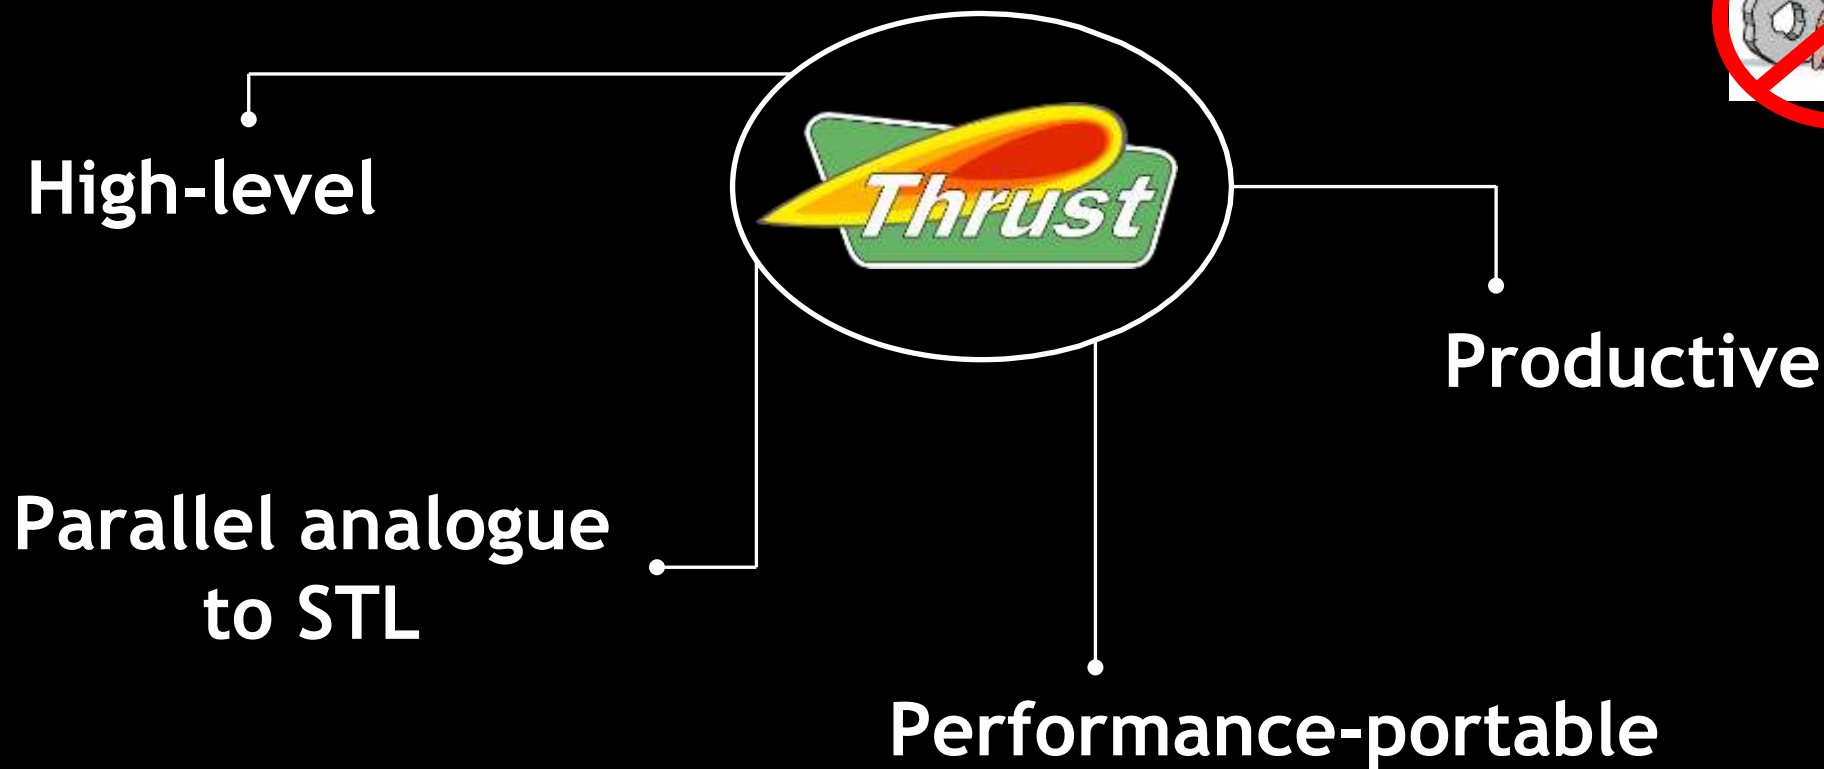 Thrust
High-level
Productive
Parallel analogue
to STL
Performance-portable